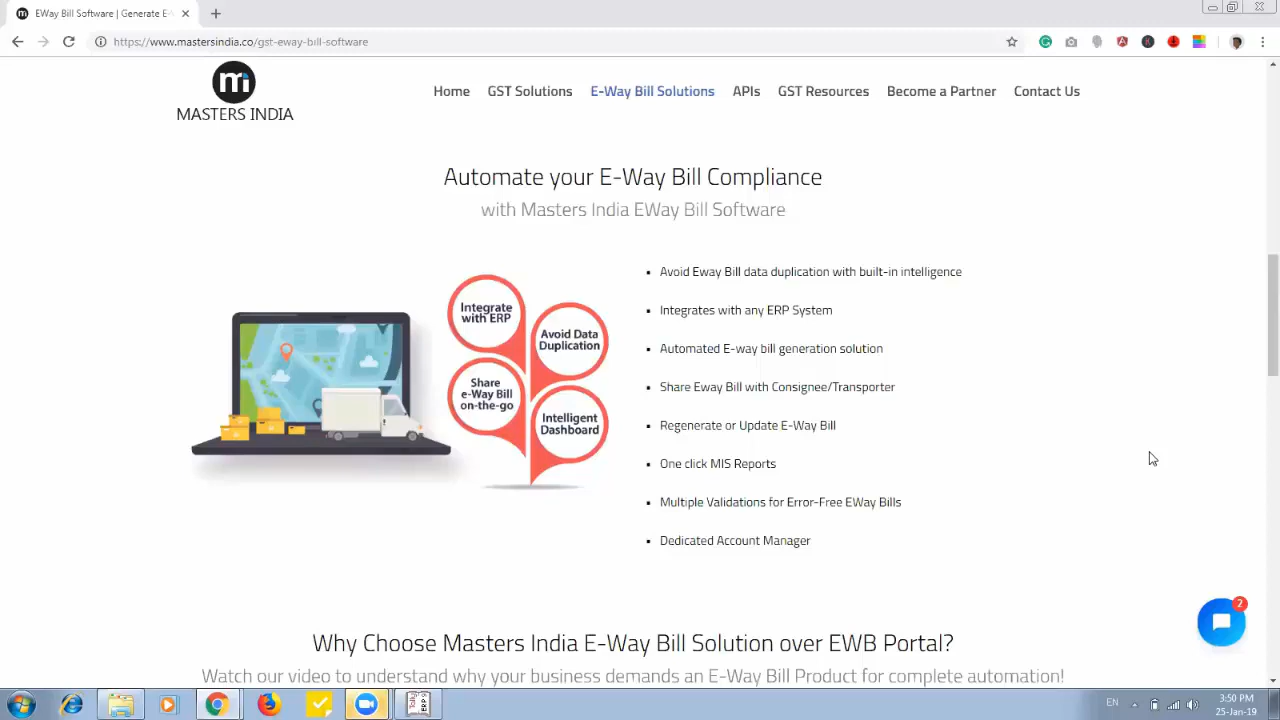 EWay Bill Software | Generate E-
https://www.mastersindia.co/gst-eway-bill-software
mi
MASTERS INDIA
Home
GST Solutions
E-Way Bill Solutions
APIs
GST Resources
Become a Partner
Contact Us
Automate your E-Way Bill Compliance
with Masters India EWay Bill Software
Integrate
with ERP
Avoid Data
Duplication
Share
e-Way Bill
on-the-go
Intelligent
Dashboard
Avoid Eway Bill data duplication with built-in intelligence
Integrates with any ERP System
Automated E-way bill generation solution
Share Eway Bill with Consignee/Transporter
Regenerate or Update E-Way Bill
One click MIS Reports
Multiple Validations for Error-Free EWay Bills
Dedicated Account Manager
2
Why Choose Masters India E-Way Bill Solution over EWB Portal?
Watch our video to understand why your business demands an E-Way Bill Product for complete automation!
EN
3:50 PM
25-Jan-19